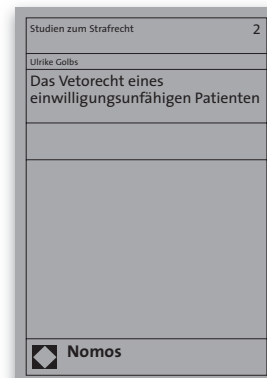 Studien zum Strafrecht 2
Ulrike Golbs
Das Vetorecht eines
einwilligungsunfähigen Patienten
Nomos